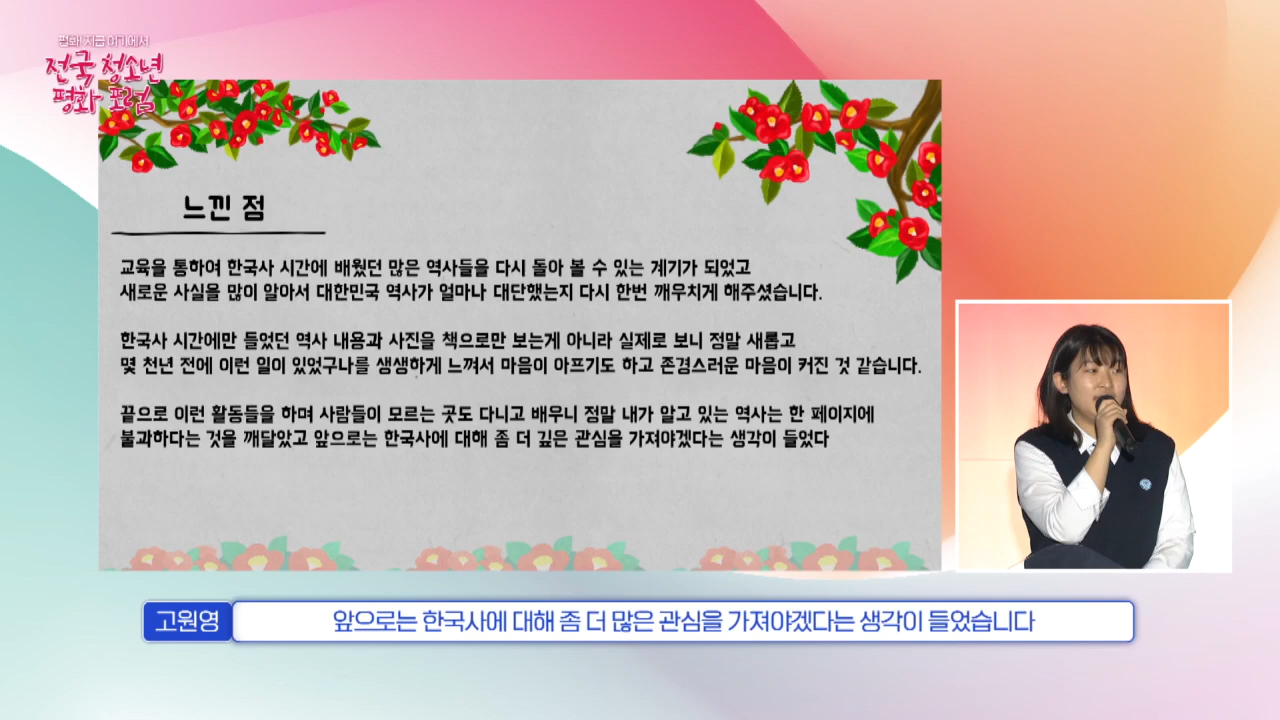 평화! 지금 여기에서
전국 청소년
평화 포럼
느낀 점
교육을 통하여 한국사 시간에 배웠던 많은 역사들을 다시 돌아 볼 수 있는 계기가 되었고
새로운 사실을 많이 알아서 대한민국 역사가 얼마나 대단했는지 다시 한번 깨우치게 해주셨습니다.
한국사 시간에만 들었던 역사 내용과 사진을 책으로만 보는게 아니라 실제로 보니 정말 새롭고
몇 천년 전에 이런 일이 있었구나를 생생하게 느껴서 마음이 아프기도 하고 존경스러운 마음이 커진 것 같습니다.
끝으로 이런 활동들을 하며 사람들이 모르는 곳도 다니고 배우니 정말 내가 알고 있는 역사는 한 페이지에
불과하다는 것을 깨달았고 앞으로는 한국사에 대해 좀 더 깊은 관심을 가져야겠다는 생각이 들었다
고원영 앞으로는 한국사에 대해 좀 더 많은 관심을 가져야겠다는 생각이 들었습니다